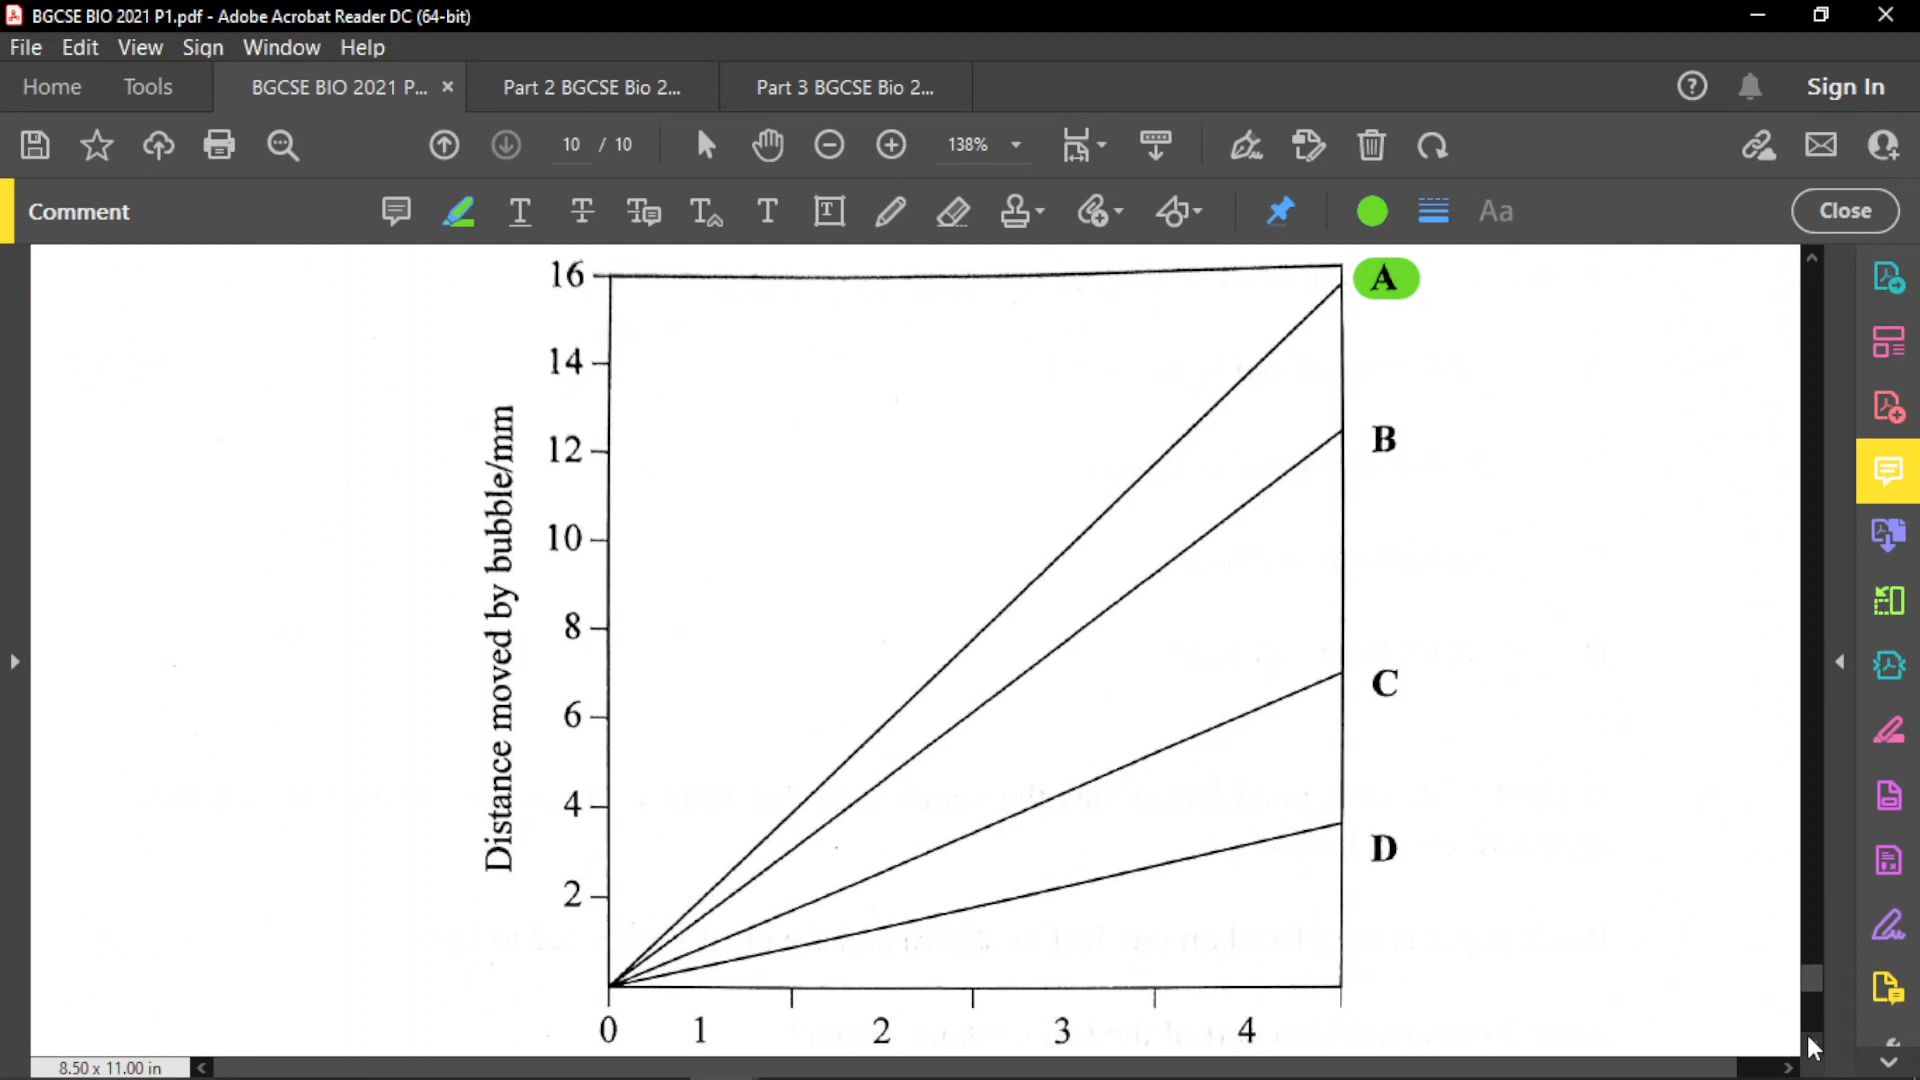 BGCSE BIO 2021 P1.pdf - Adobe Acrobat Reader DC (64-bit)
File Edit View Sign Window Help
Home Tools BGCSE BIO 2021 P... × Part 2 BGCSE Bio 2... Part 3 BGCSE Bio 2... Sign In
10 / 10 138%
Comment Aa Close
16 A
14
12 B
10
8
6 C
4
2 D
Distance moved by bubble/mm
0 1 2 3 4
8.50 x 11.00 in